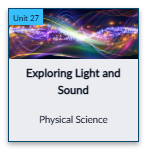 Unit 27
Exploring Light and
Sound
Physical Science